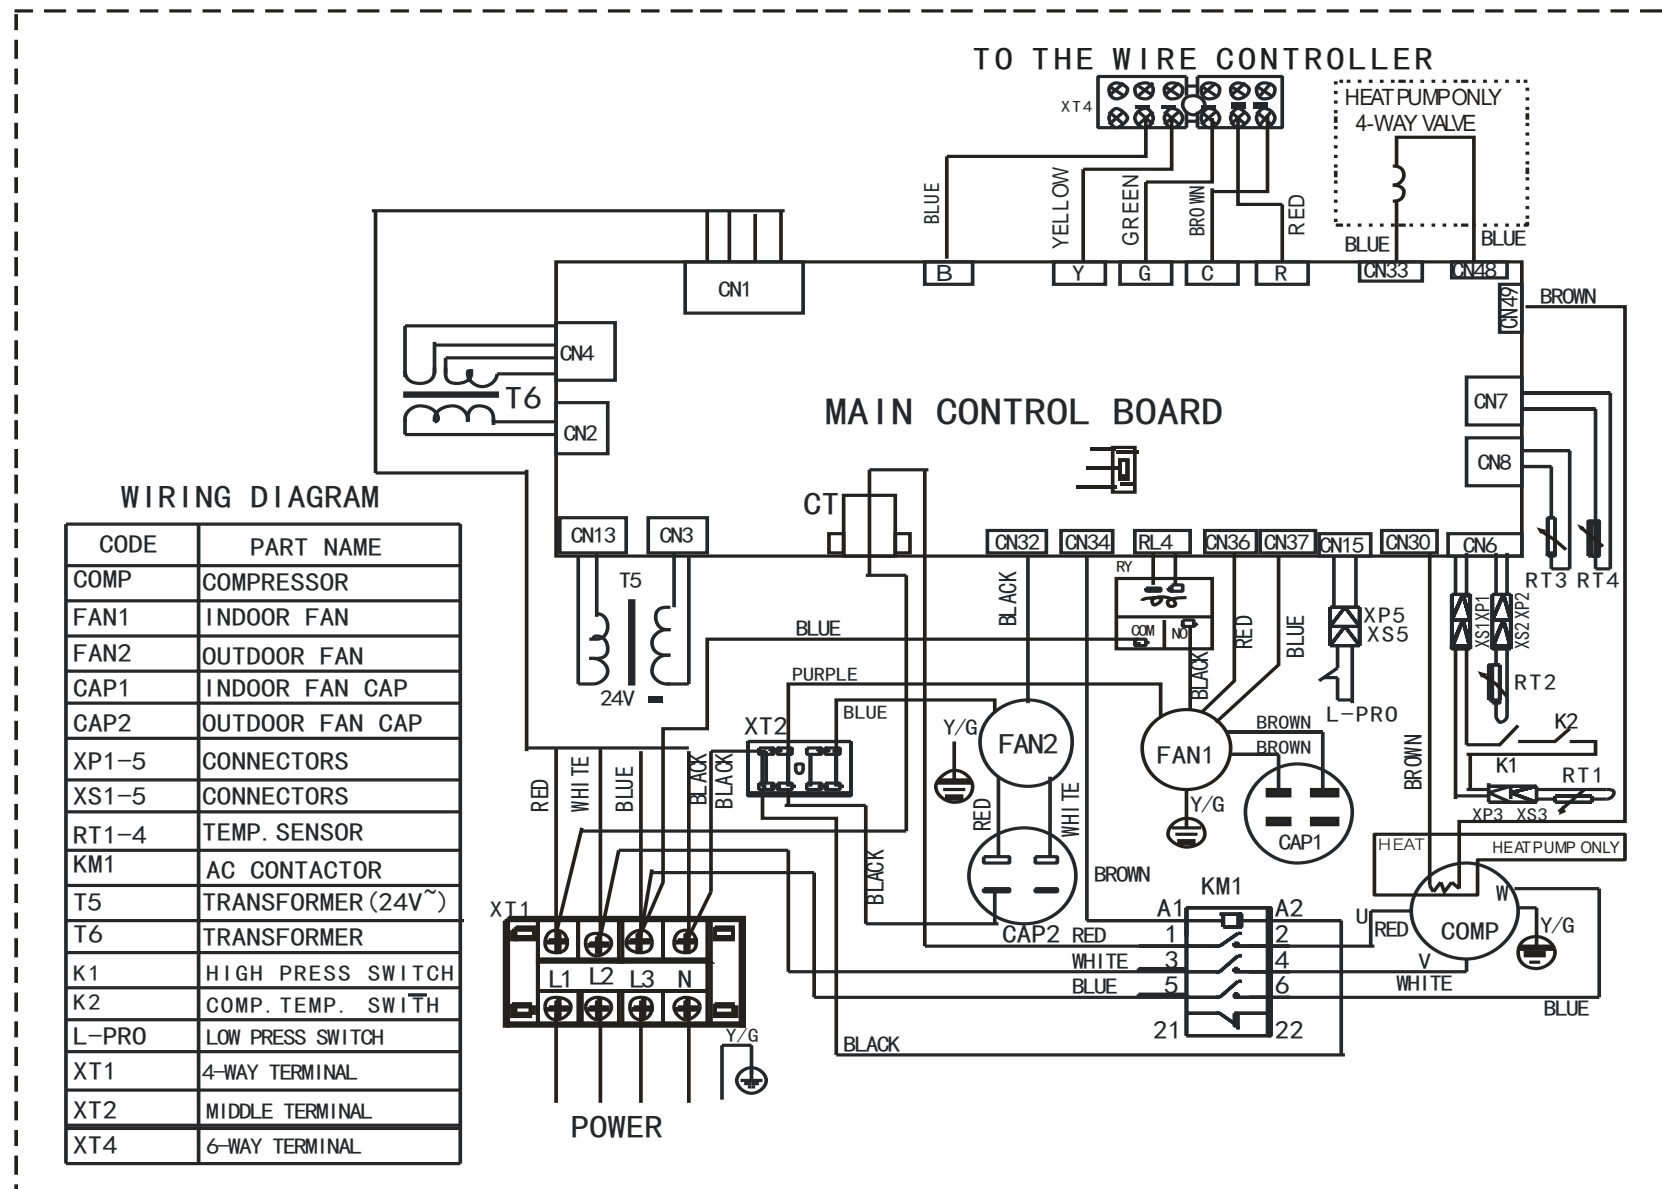 TO THE WIRE CONTROLLER
XT4
HEAT PUMP ONLY
4-WAY VALVE
BLUE
YELLOW
GREEN
BROWN
RED
BLUE
BLUE
CN1
B
Y
G
C
R
CN33
CN48
CN49
BROWN
CN4
T6
CN2
MAIN CONTROL BOARD
CN7
CN8
CT
CN13
CN3
CN32
CN34
RL4
CN36
CN37
CN15
CN30
CN6
RT3
RT4
T5
24V
RY
COM
NO
BLACK
BLUE
PURPLE
BLUE
BLACK
RED
BLUE
XP5
XS5
L-PRO
XS1XP1
XS2 XP2
RT2
K2
K1
RT1
XP3
XS3
XT2
Y/G
FAN2
FAN1
BROWN
BROWN
Y/G
CAP1
BROWN
RED
WHITE
BLUE
BLACK
BLACK
RED
WHITE
BLACK
CAP2
BROWN
KM1
HEAT
HEAT PUMP ONLY
A1
A2
RED
1
2
WHITE
3
4
BLUE
5
6
21
22
U
RED
V
W
COMP
WHITE
Y/G
BLUE
BLACK
XT1
L1
L2
L3
N
Y/G
POWER
WIRING DIAGRAM
CODE PART NAME
COMP COMPRESSOR
FAN1 INDOOR FAN
FAN2 OUTDOOR FAN
CAP1 INDOOR FAN CAP
CAP2 OUTDOOR FAN CAP
XP1-5 CONNECTORS
XS1-5 CONNECTORS
RT1-4 TEMP. SENSOR
KM1 AC CONTACTOR
T5 TRANSFORMER(24V~)
T6 TRANSFORMER
K1 HIGH PRESS SWITCH
K2 COMP. TEMP. SWITH
L-PRO LOW PRESS SWITCH
XT1 4-WAY TERMINAL
XT2 MIDDLE TERMINAL
XT4 6-WAY TERMINAL